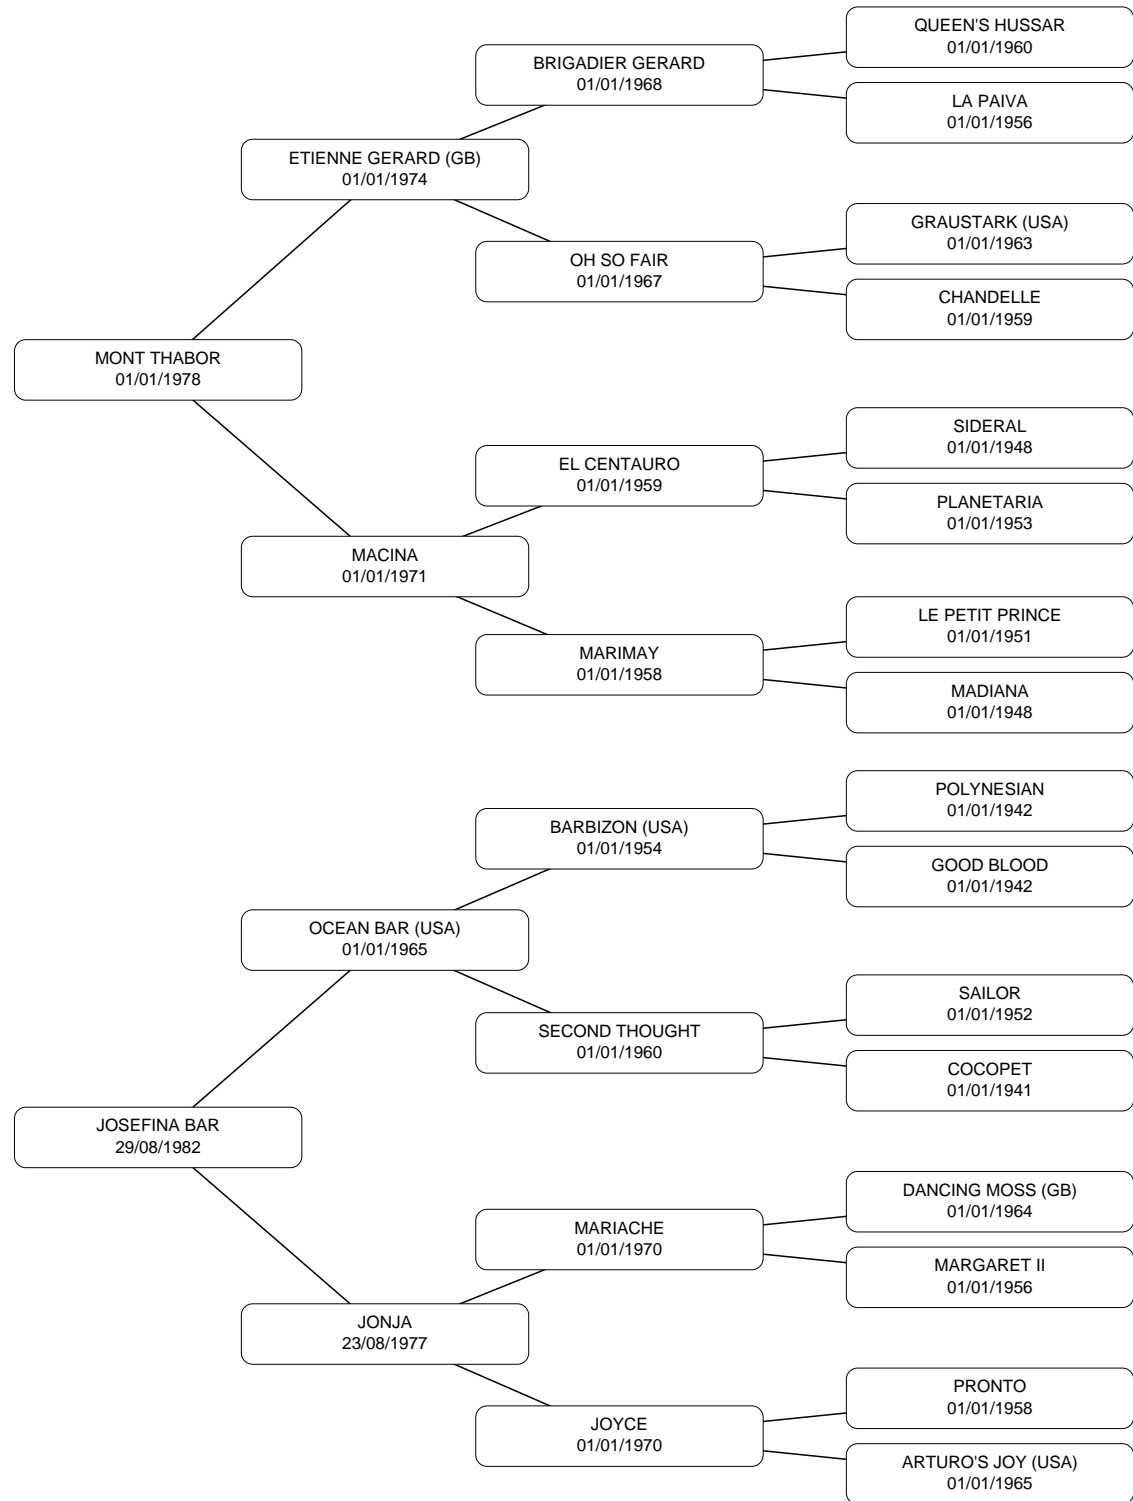 QUEEN'S HUSSAR
01/01/1960
BRIGADIER GERARD
01/01/1968
LA PAIVA
01/01/1956
ETIENNE GERARD (GB)
01/01/1974
GRAUSTARK (USA)
01/01/1963
OH SO FAIR
01/01/1967
CHANDELLE
01/01/1959
MONT THABOR
01/01/1978
SIDERAL
01/01/1948
EL CENTAURO
01/01/1959
PLANETARIA
01/01/1953
MACINA
01/01/1971
LE PETIT PRINCE
01/01/1951
MARIMAY
01/01/1958
MADIANA
01/01/1948
POLYNESIAN
01/01/1942
BARBIZON (USA)
01/01/1954
GOOD BLOOD
01/01/1942
OCEAN BAR (USA)
01/01/1965
SAILOR
01/01/1952
SECOND THOUGHT
01/01/1960
COCOPET
01/01/1941
JOSEFINA BAR
29/08/1982
DANCING MOSS (GB)
01/01/1964
MARIACHE
01/01/1970
MARGARET II
01/01/1956
JONJA
23/08/1977
PRONTO
01/01/1958
JOYCE
01/01/1970
ARTURO'S JOY (USA)
01/01/1965